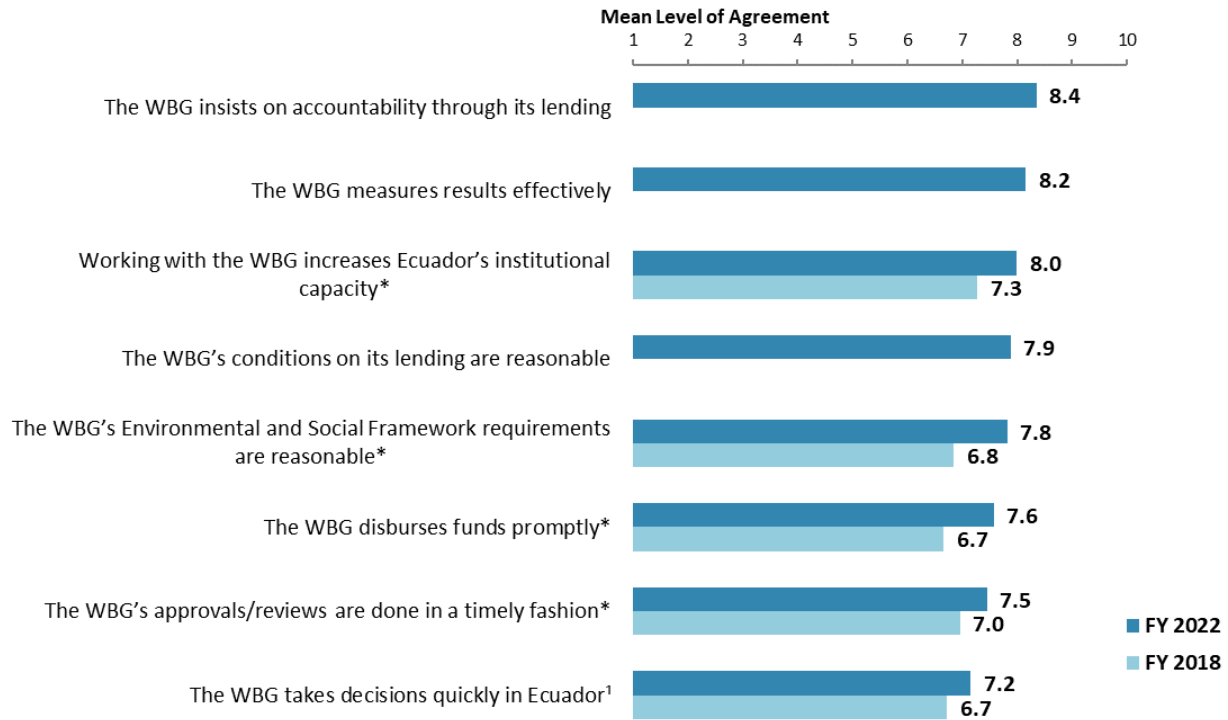 Mean Level of Agreement
1 2 3 4 5 6 7 8 9 10
The WBG insists on accountability through its lending
8.4
The WBG measures results effectively
8.2
Working with the WBG increases Ecuador’s institutional
capacity*
8.0
7.3
The WBG’s conditions on its lending are reasonable
7.9
The WBG’s Environmental and Social Framework requirements
are reasonable*
7.8
6.8
The WBG disburses funds promptly*
7.6
6.7
The WBG’s approvals/reviews are done in a timely fashion*
7.5
7.0
FY 2022
FY 2018
The WBG takes decisions quickly in Ecuador¹
7.2
6.7